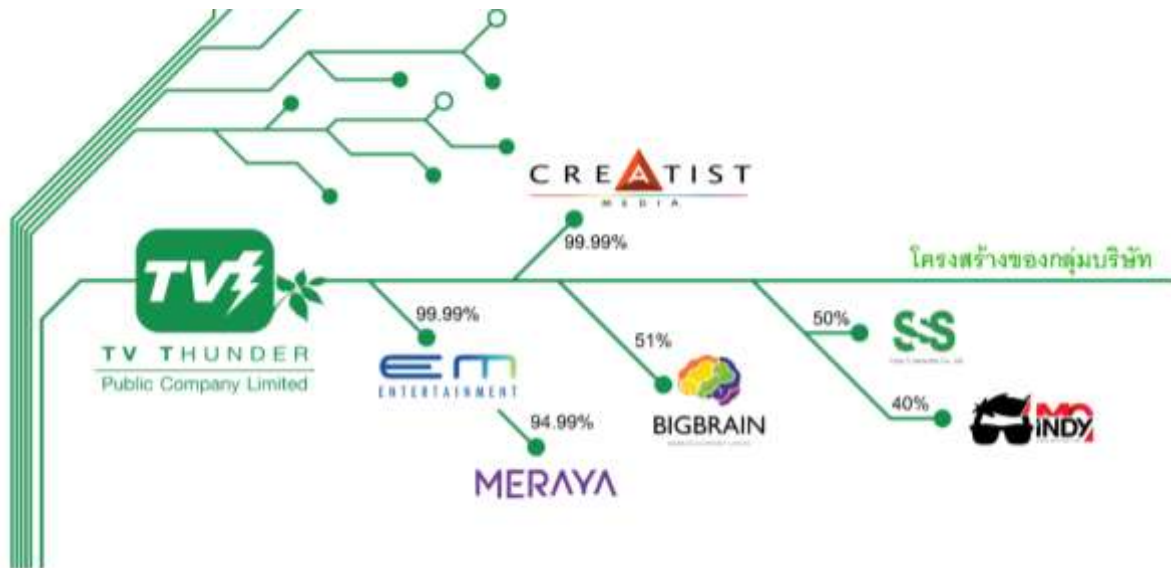 CREATIST
MEDIA
99.99%
โครงสร้างของกลุ่มบริษัท
TV
TV THUNDER
Public Company Limited
99.99%
EM
ENTERTAINMENT
94.99%
MERAYA
51%
BIGBRAIN
50%
S&S
40%
MO
INDY